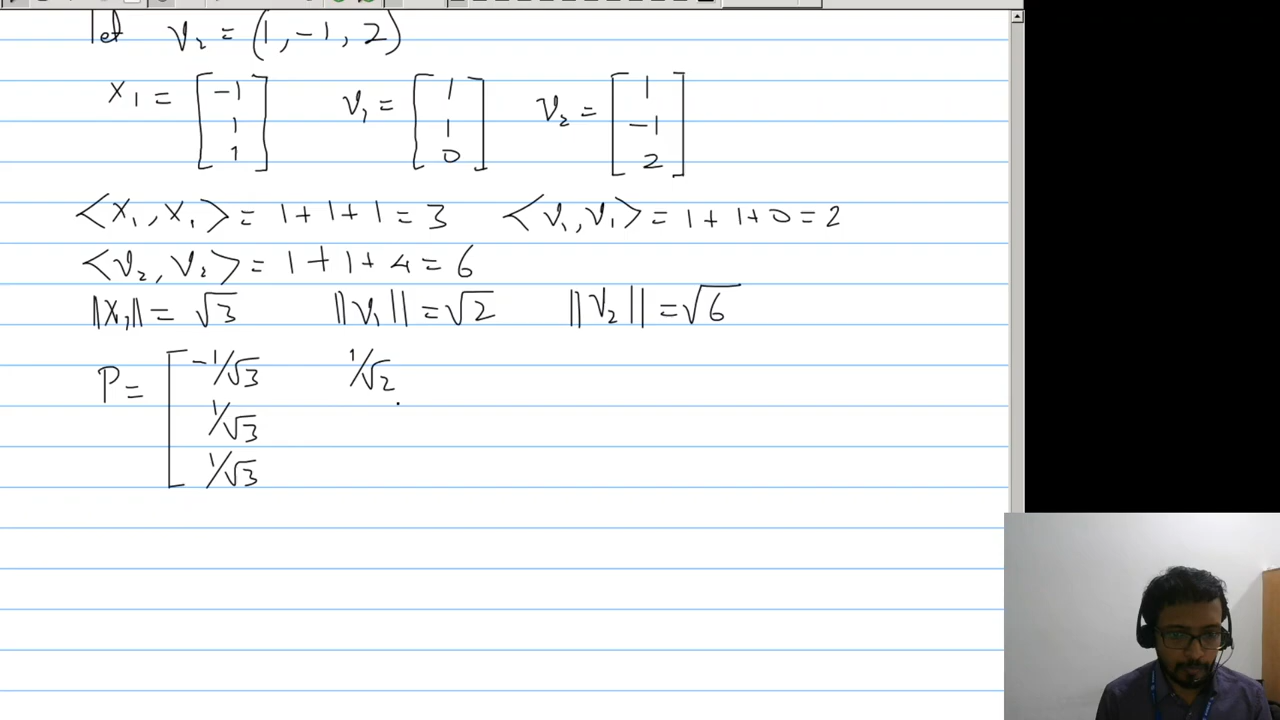 let v₂ = (1, -1, 2)
x₁ = [-1 1 1] v₁ = [1 1 0] v₂ = [1 -1 2]
<x₁, x₁> = 1+1+1 = 3 <v₁, v₁> = 1+1+0 = 2
<v₂, v₂> = 1+1+4 = 6
||x₁|| = √3 ||v₁|| = √2 ||v₂|| = √6
P = [ -1/√3 1/√2
1/√3
1/√3